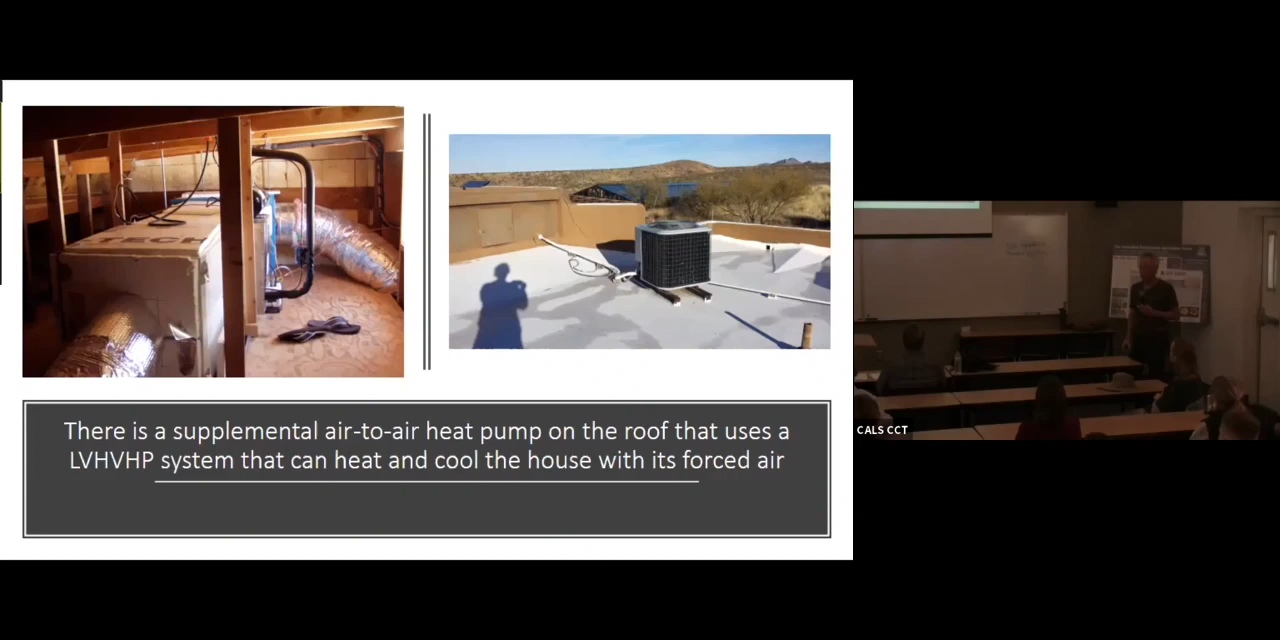 There is a supplemental air-to-air heat pump on the roof that uses a
LVHVHP system that can heat and cool the house with its forced air
CALS CCT